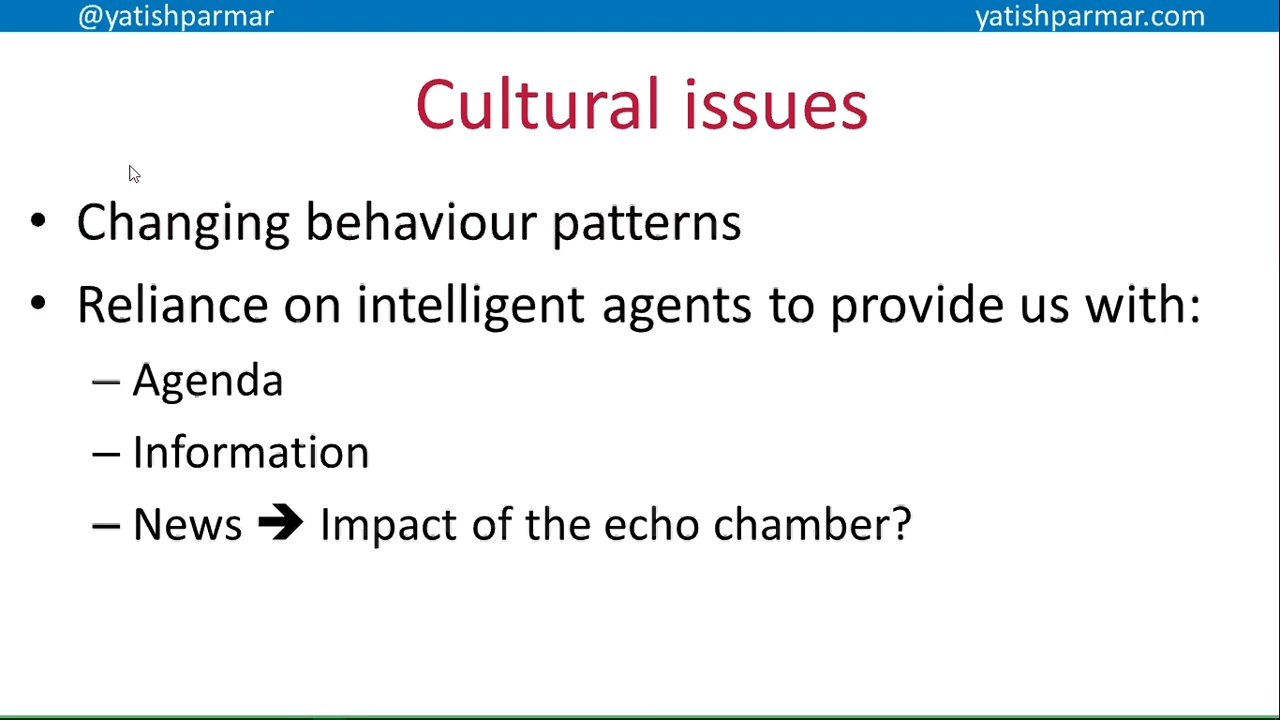 @yatishparmar yatishparmar.com
Cultural issues
• Changing behaviour patterns
• Reliance on intelligent agents to provide us with:
– Agenda
– Information
– News ➔ Impact of the echo chamber?